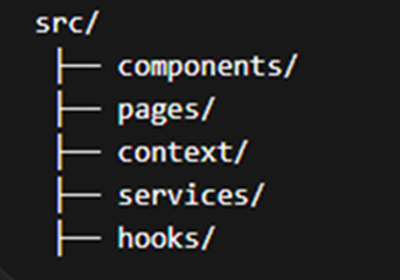 src/
├── components/
├── pages/
├── context/
├── services/
├── hooks/